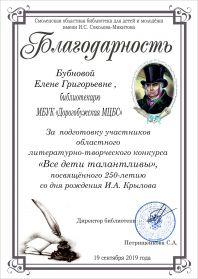 Смоленская областная библиотека для детей и молодёжи
имени И.С. Соколова-Микитова
Благодарность
Бубновой
Елене Григорьевне ,
библиотекарю
МБУК «Дорогобужская МЦБС»
За подготовку участников
областного
литературно-творческого конкурса
«Все дети талантливы»,
посвящённого 250-летию
со дня рождения И.А. Крылова
Директор библиотеки
Петрищенкова С.А.
19 сентября 2019 года